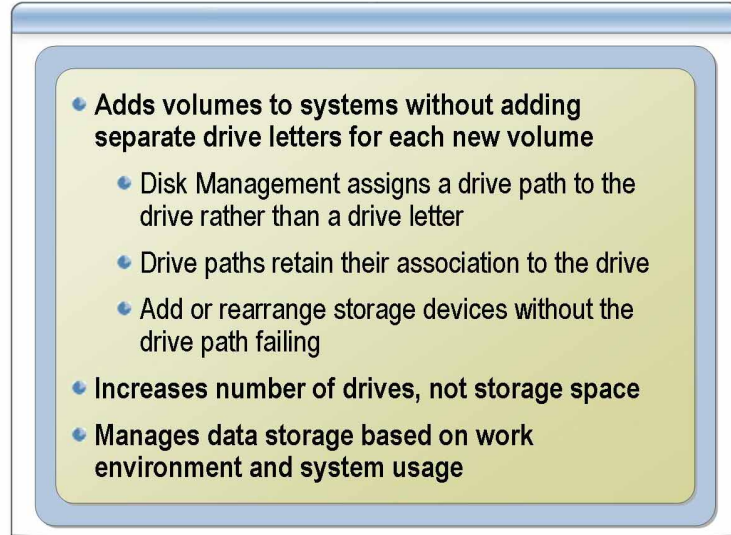 Adds volumes to systems without adding
separate drive letters for each new volume
Disk Management assigns a drive path to the
drive rather than a drive letter
Drive paths retain their association to the drive
Add or rearrange storage devices without the
drive path failing
Increases number of drives, not storage space
Manages data storage based on work
environment and system usage